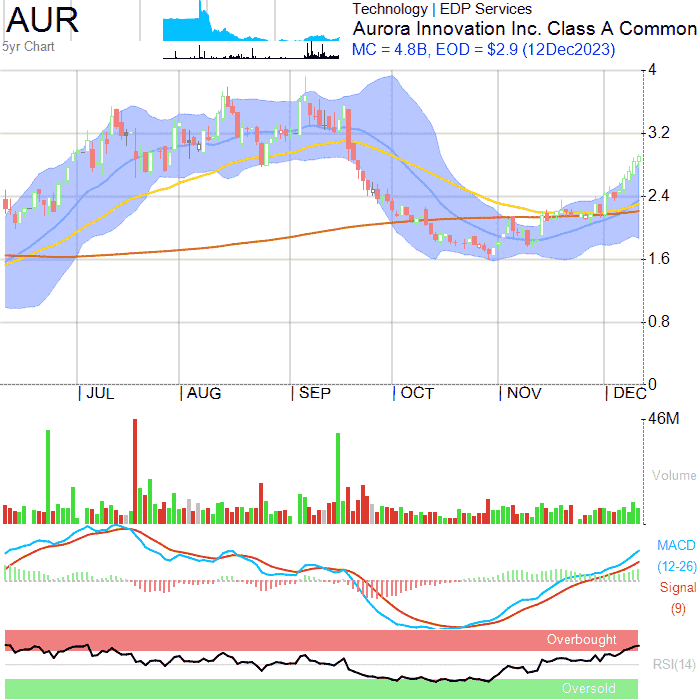 AUR
5yr Chart
Technology | EDP Services
Aurora Innovation Inc. Class A Common
MC = 4.8B, EOD = $2.9 (12Dec2023)
4
3.2
2.4
1.6
0.8
0
JUL
AUG
SEP
OCT
NOV
DEC
46M
Volume
MACD
(12-26)
Signal
(9)
Overbought
RSI(14)
Oversold